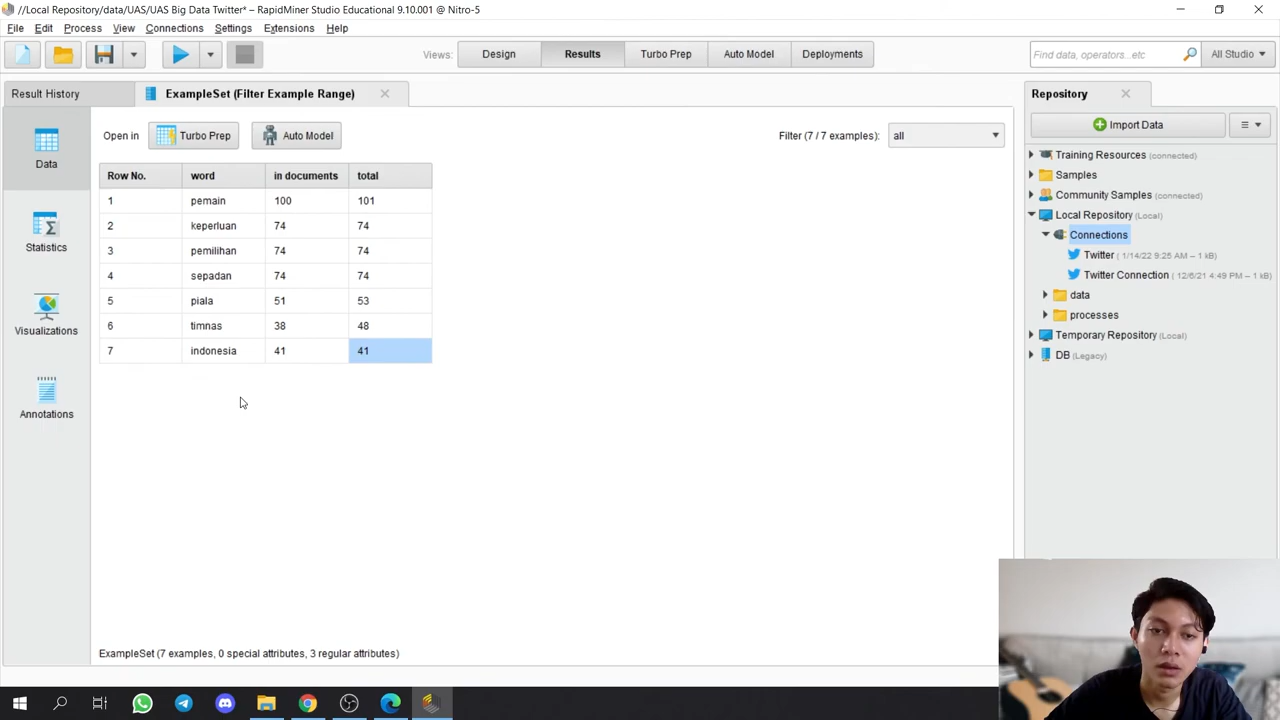 //Local Repository/data/UAS/UAS Big Data Twitter* – RapidMiner Studio Educational 9.10.001 @ Nitro-5
File Edit Process View Connections Settings Extensions Help
Views: Design Results Turbo Prep Auto Model Deployments Find data, operators...etc All Studio
Result History ExampleSet (Filter Example Range)
Open in Turbo Prep Auto Model Filter (7 / 7 examples): all
Row No. word in documents total
1 pemain 100 101
2 keperluan 74 74
3 pemilihan 74 74
4 sepadan 74 74
5 piala 51 53
6 timnas 38 48
7 indonesia 41 41
Data
Statistics
Visualizations
Annotations
ExampleSet (7 examples, 0 special attributes, 3 regular attributes)
Repository
Import Data
Training Resources (connected)
Samples
Community Samples (connected)
Local Repository (Local)
Connections
Twitter (1/14/22 9:25 AM – 1 kB)
Twitter Connection (12/6/21 4:49 PM – 1 kB)
data
processes
Temporary Repository (Local)
DB (Legacy)